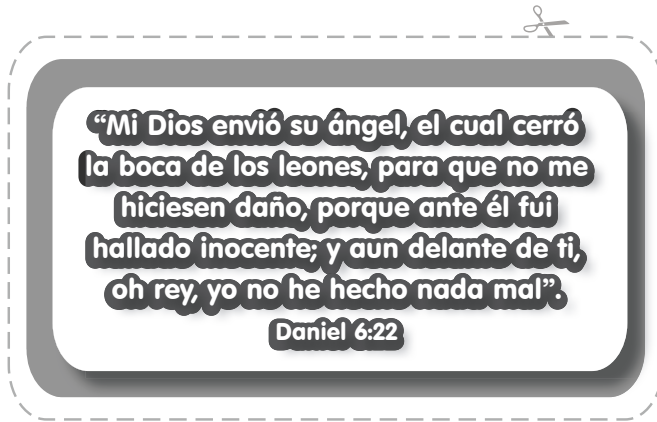 “Mi Dios envió su ángel, el cual cerró
la boca de los leones, para que no me
hiciesen daño, porque ante él fui
hallado inocente; y aun delante de ti,
oh rey, yo no he hecho nada mal”.
Daniel 6:22